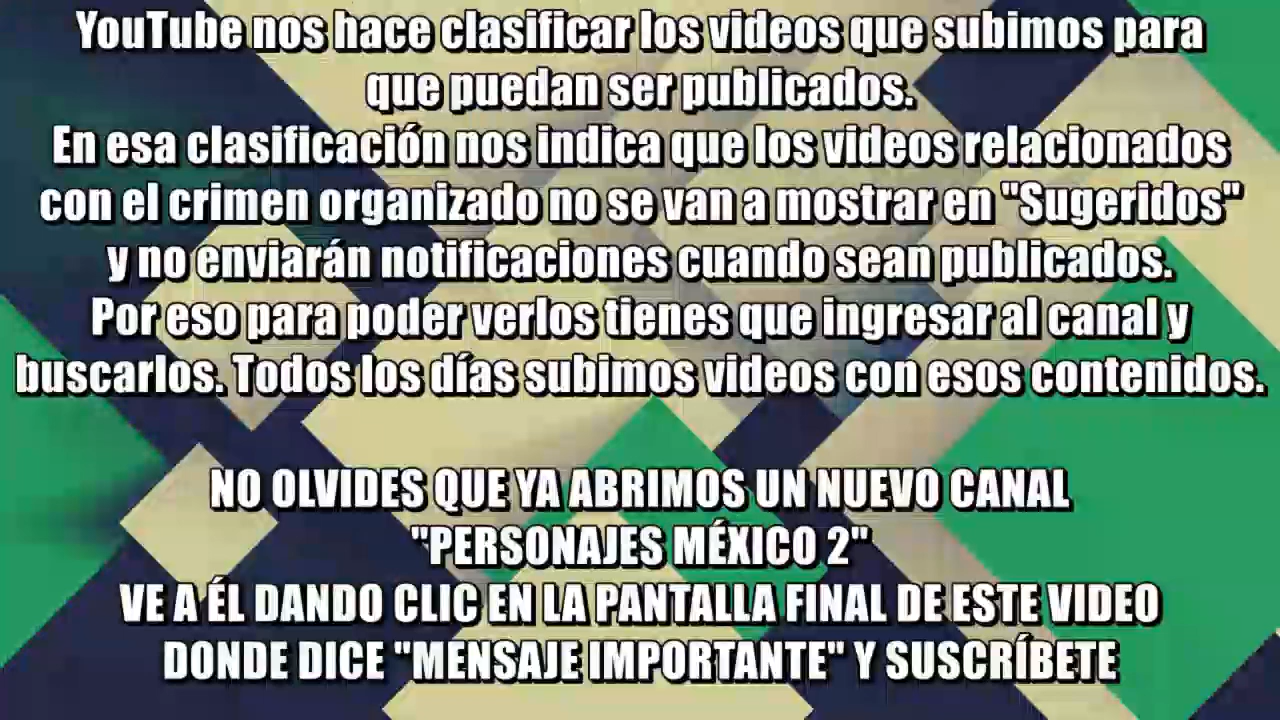 YouTube nos hace clasificar los videos que subimos para
que puedan ser publicados.
En esa clasificación nos indica que los videos relacionados
con el crimen organizado no se van a mostrar en "Sugeridos"
y no enviarán notificaciones cuando sean publicados.
Por eso para poder verlos tienes que ingresar al canal y
buscarlos. Todos los días subimos videos con esos contenidos.
NO OLVIDES QUE YA ABRIMOS UN NUEVO CANAL
"PERSONAJES MÉXICO 2"
VE A ÉL DANDO CLIC EN LA PANTALLA FINAL DE ESTE VIDEO
DONDE DICE "MENSAJE IMPORTANTE" Y SUSCRÍBETE